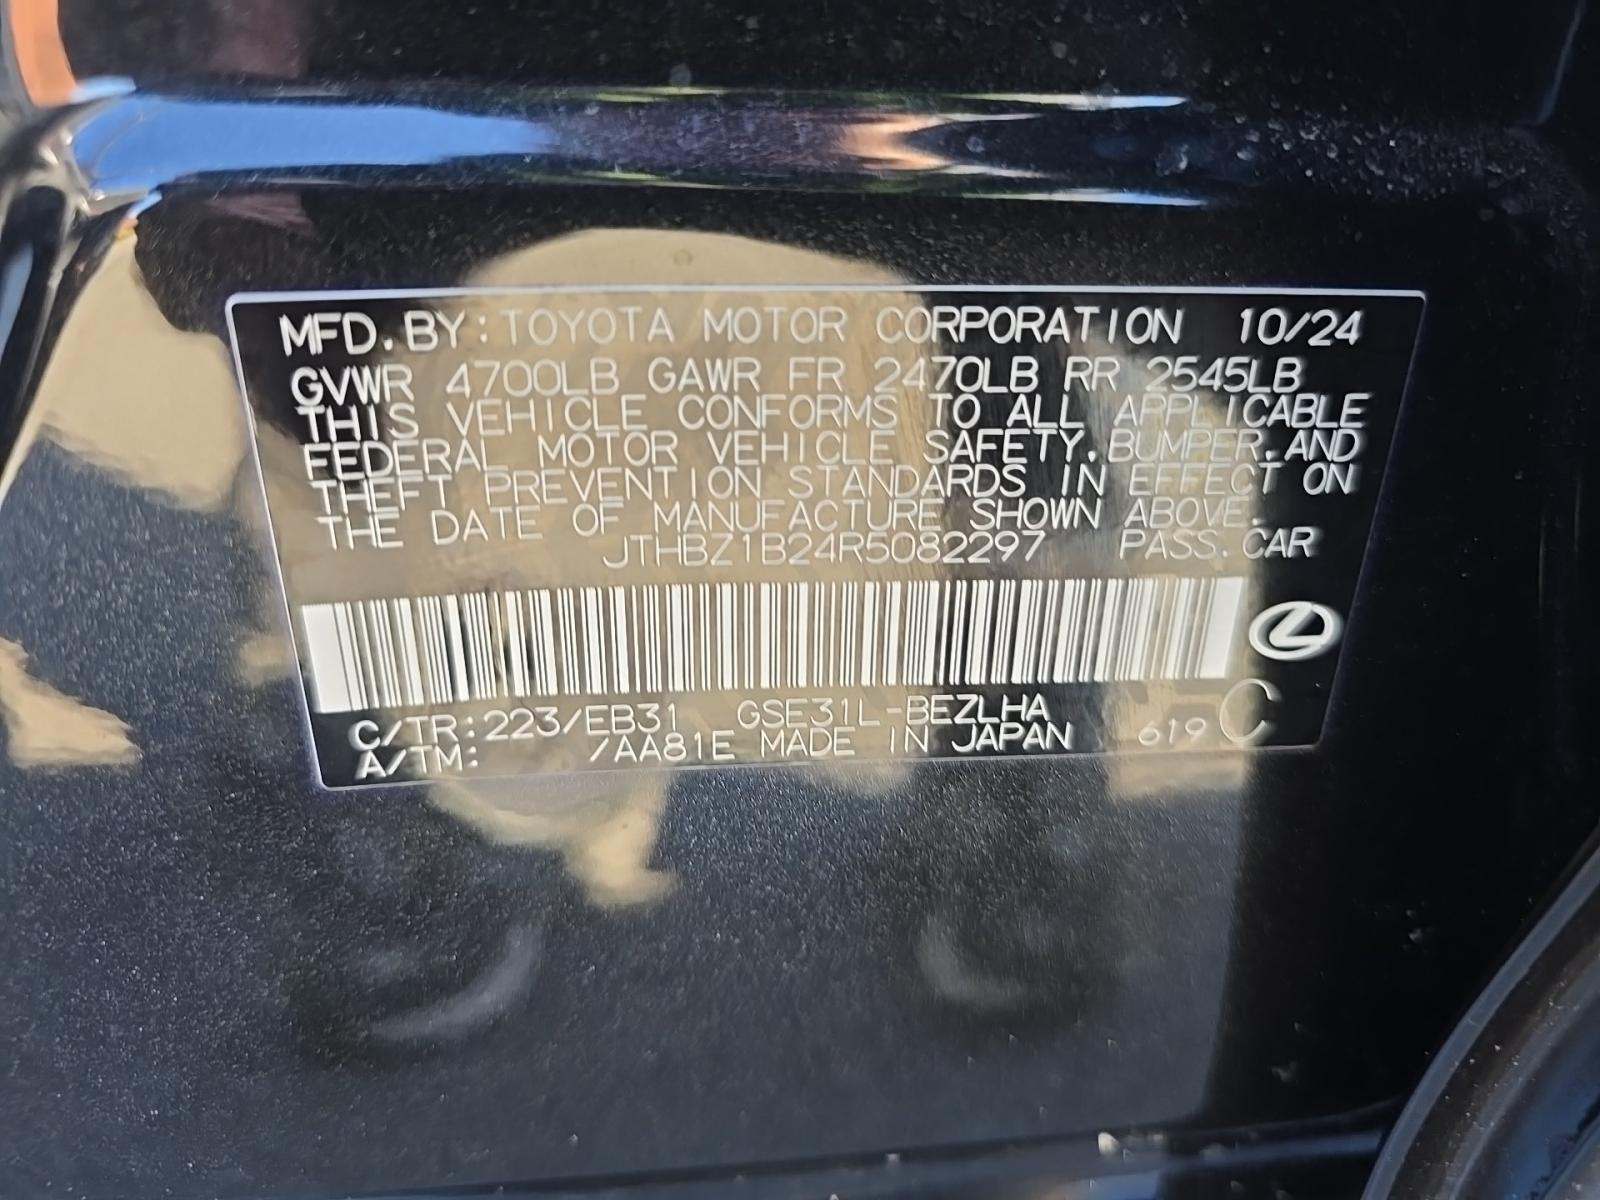 MFD. BY: TOYOTA MOTOR CORPORATION 10/24
GVWR 4700LB GAWR FR 2470LB RR 2545LB
THIS VEHICLE CONFORMS TO ALL APPLICABLE
FEDERAL MOTOR VEHICLE SAFETY, BUMPER, AND
THEFT PREVENTION STANDARDS IN EFFECT ON
THE DATE OF MANUFACTURE SHOWN ABOVE.
JTHBZ1B24R5082297 PASS. CAR
C/TR: 223/EB31 GSE31L-BEZLHA
A/TM: /AA81E MADE IN JAPAN 619 C